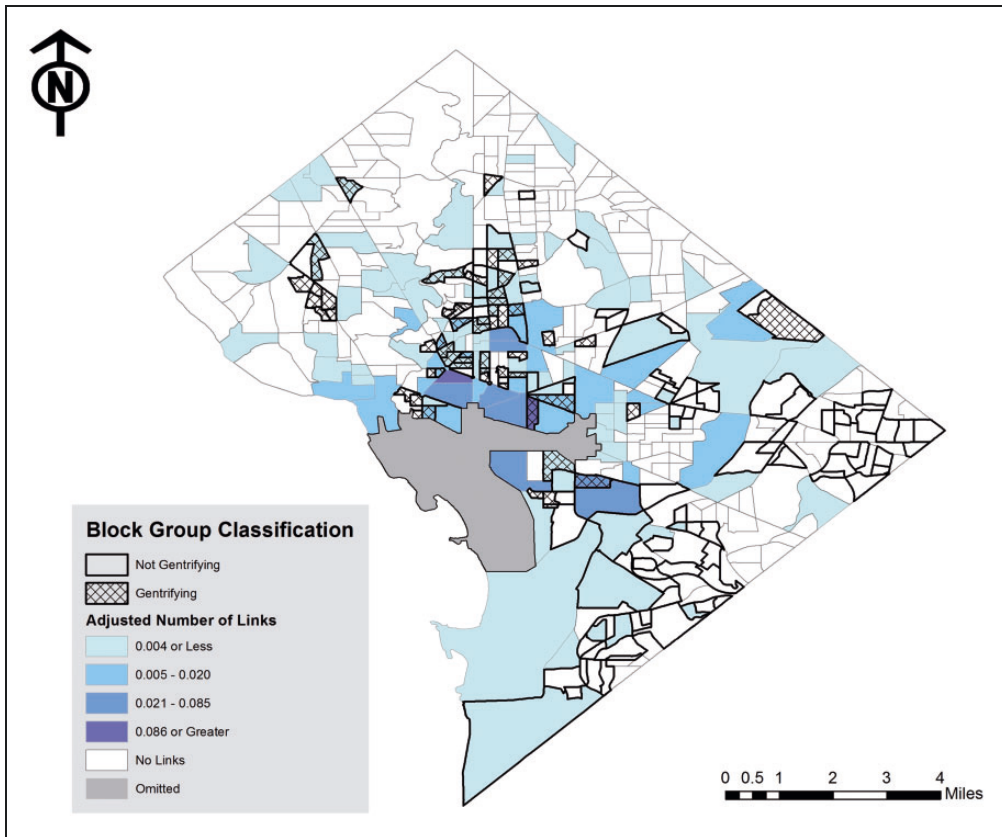 N
Block Group Classification
Not Gentrifying
Gentrifying
Adjusted Number of Links
0.004 or Less
0.005 - 0.020
0.021 - 0.085
0.086 or Greater
No Links
Omitted
0 0.5 1 2 3 4
Miles